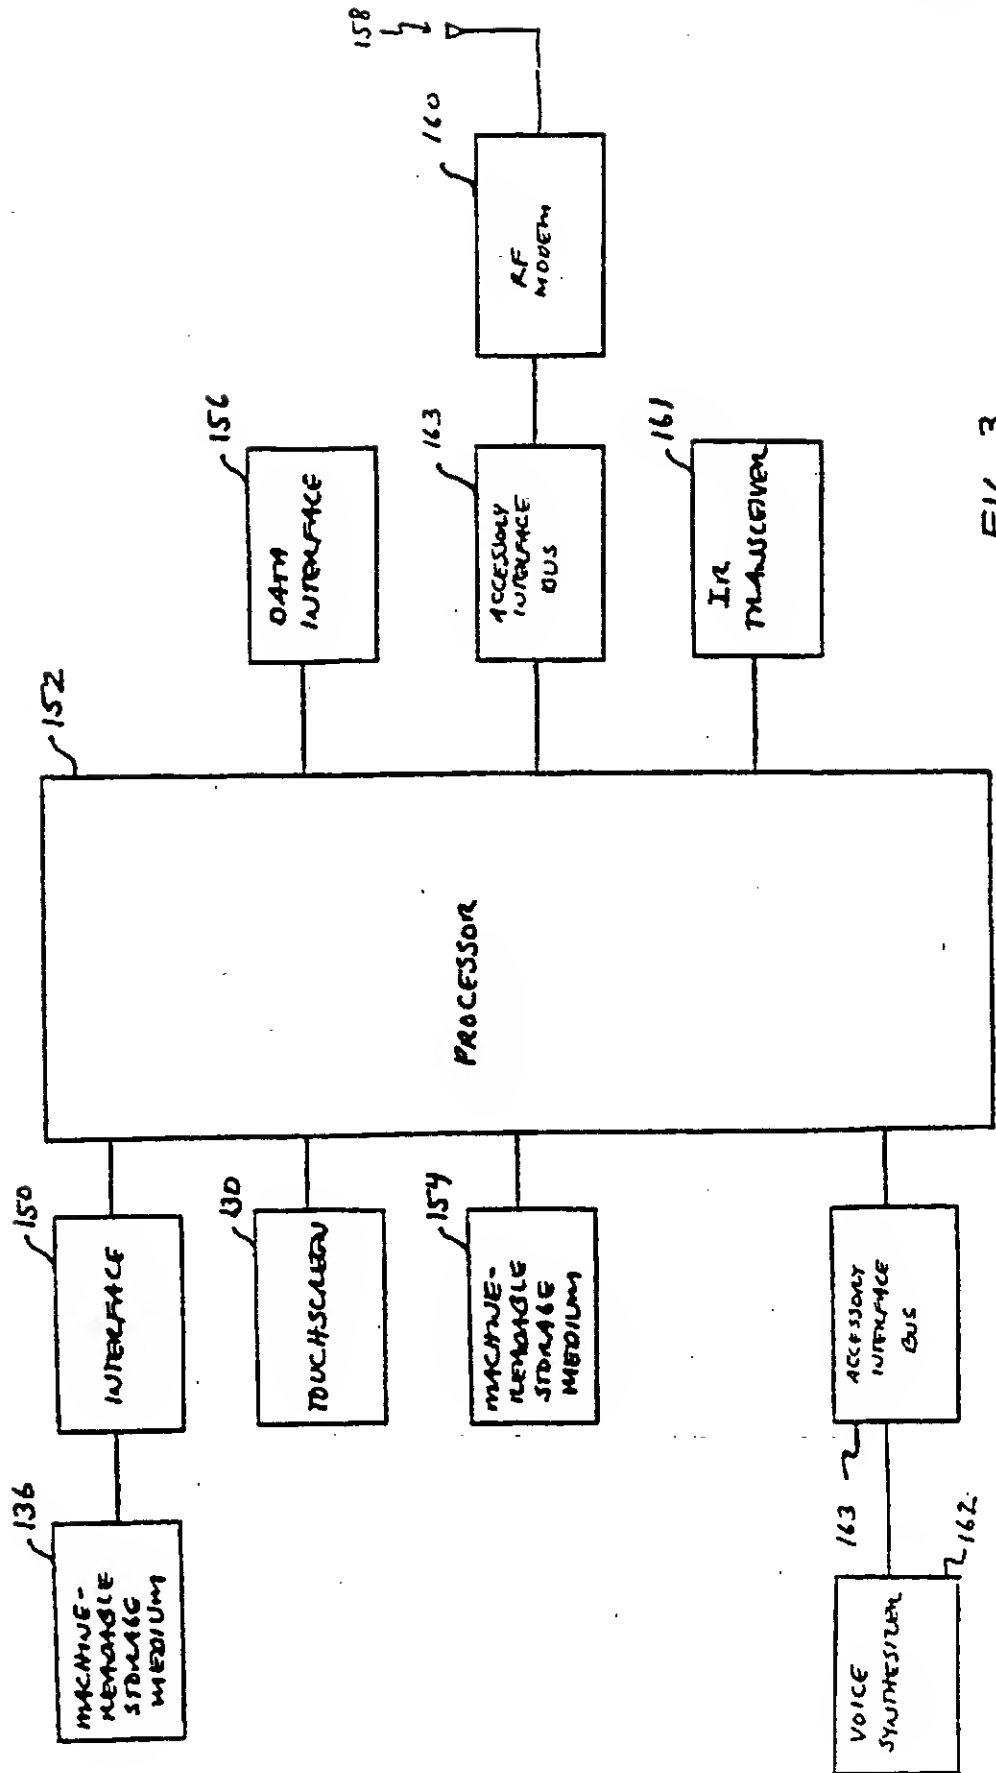 136
MACHINE-
READABLE
STORAGE
MEDIUM
150
INTERFACE
130
TOUCHSCREEN
154
MACHINE-
READABLE
STORAGE
MEDIUM
163
ACCESSORY
INTERFACE
BUS
VOICE
SYNTHESIZER
162
152
PROCESSOR
156
DATA
INTERFACE
163
ACCESSORY
INTERFACE
BUS
161
IR
TRANSCEIVER
160
RF
MODEM
158